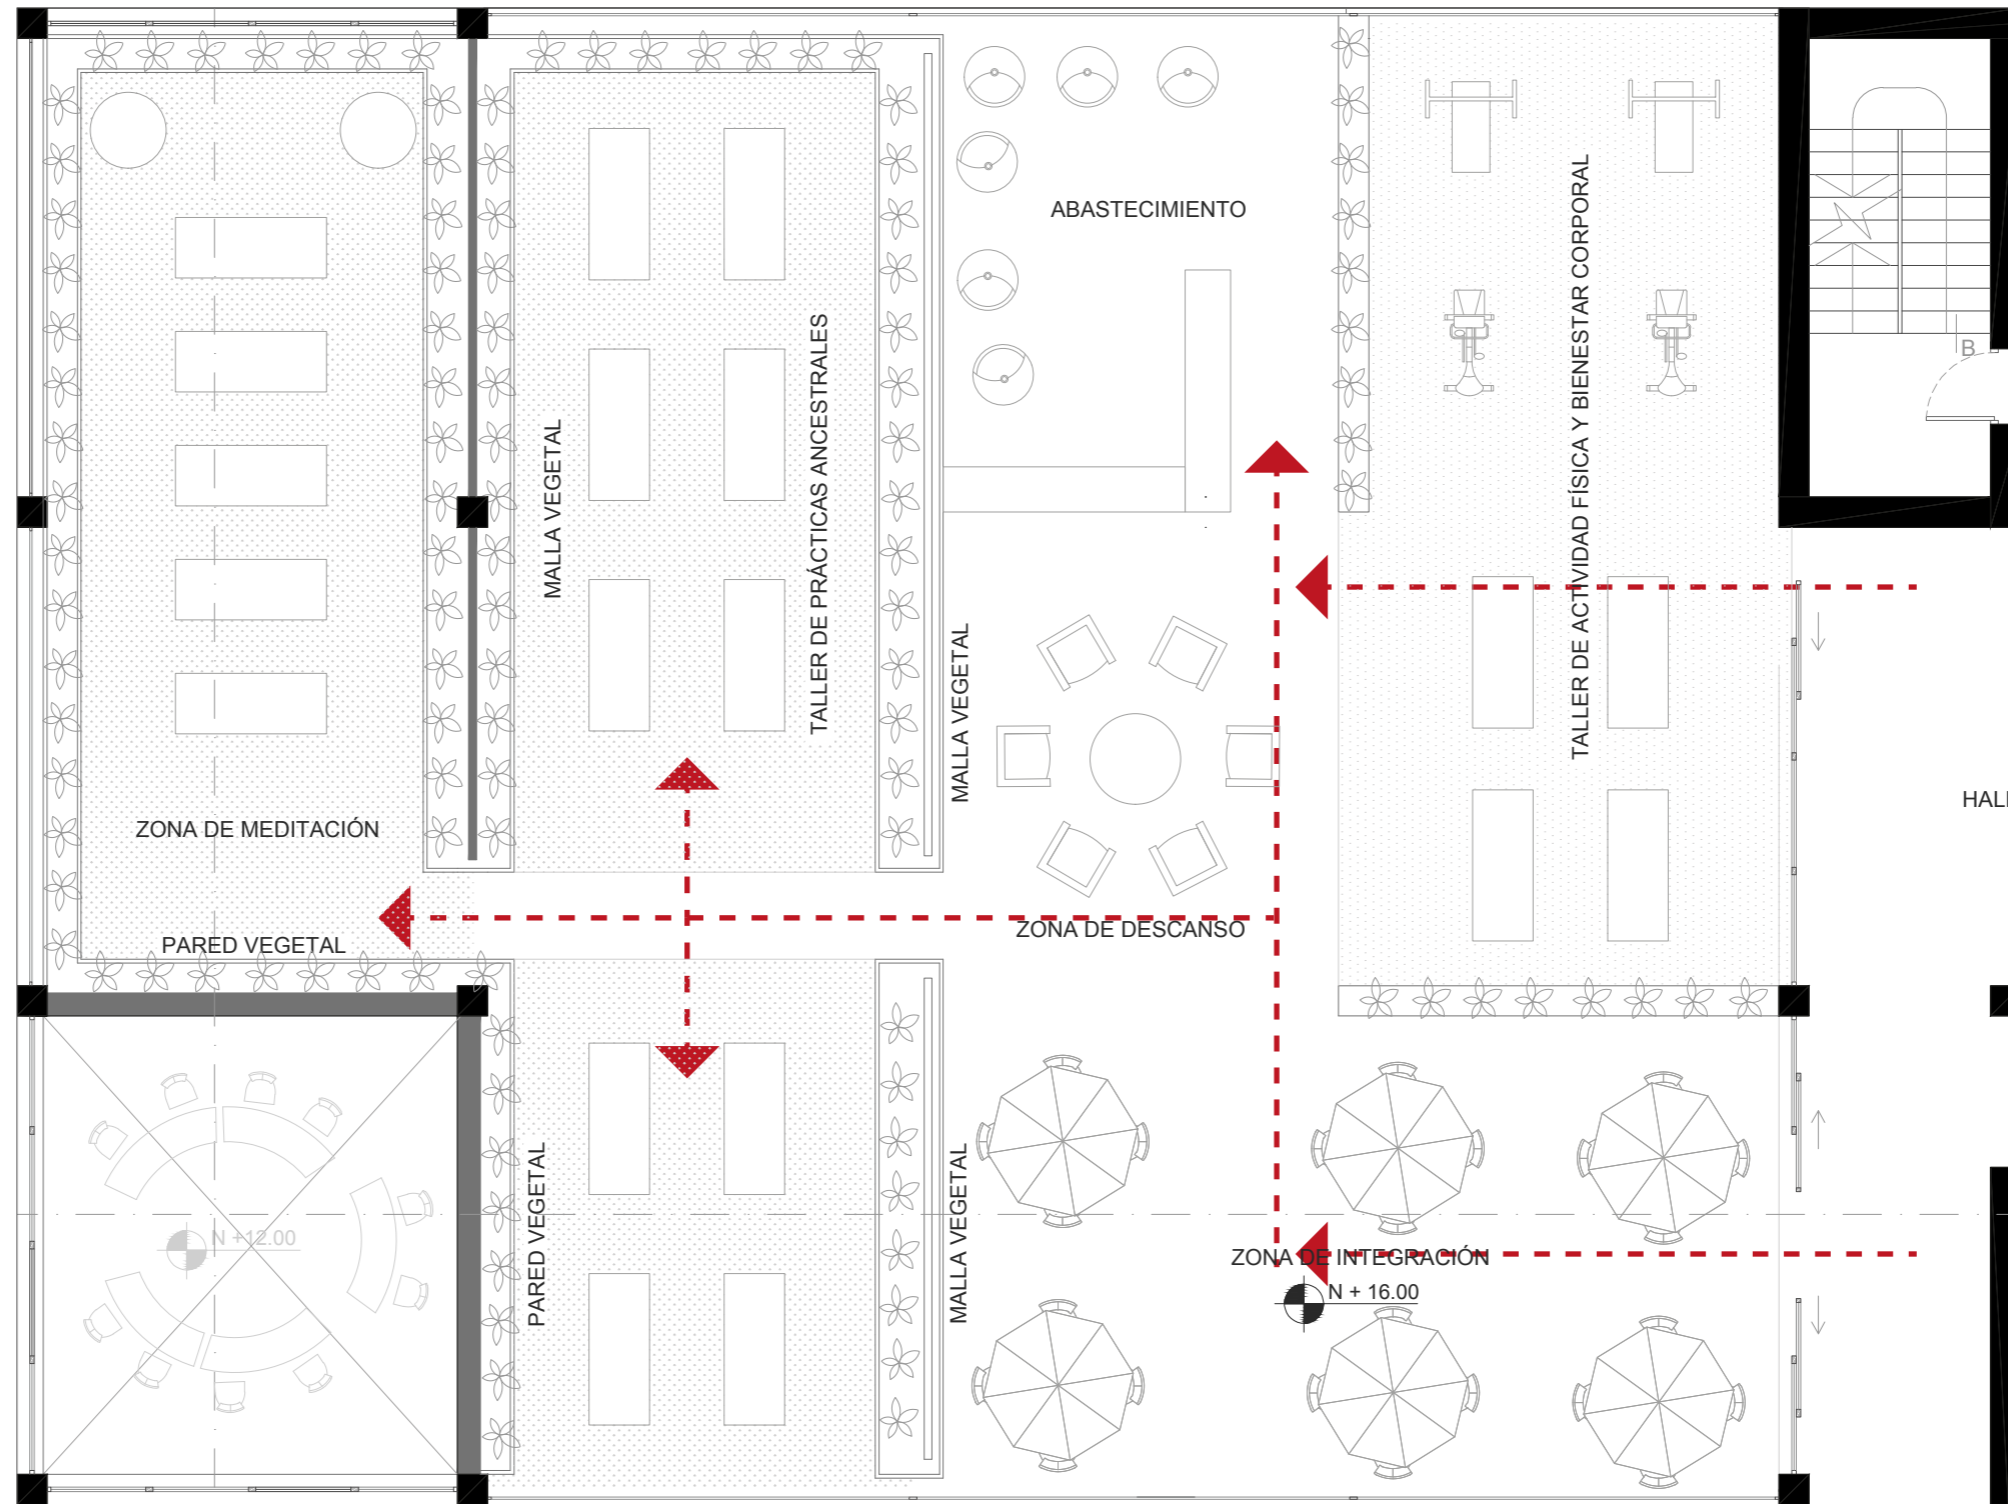 ABASTECIMIENTO
TALLER DE ACTIVIDAD FÍSICA Y BIENESTAR CORPORAL
B
MALLA VEGETAL
TALLER DE PRÁCTICAS ANCESTRALES
MALLA VEGETAL
HALL
ZONA DE MEDITACIÓN
PARED VEGETAL
ZONA DE DESCANSO
PARED VEGETAL
MALLA VEGETAL
N +12.00
ZONA DE INTEGRACIÓN
N + 16.00